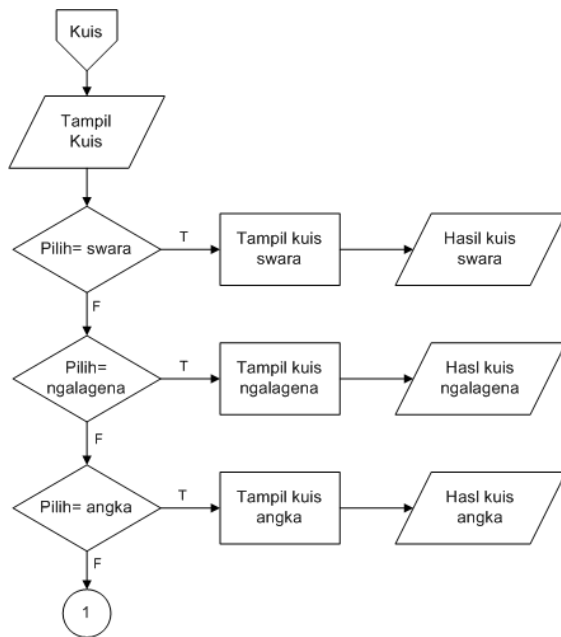 Kuis
Tampil
Kuis
Pilih= swara
T
Tampil kuis
swara
Hasil kuis
swara
F
Pilih=
ngalagena
T
Tampil kuis
ngalagena
Hasl kuis
ngalagena
F
Pilih= angka
T
Tampil kuis
angka
Hasl kuis
angka
F
1